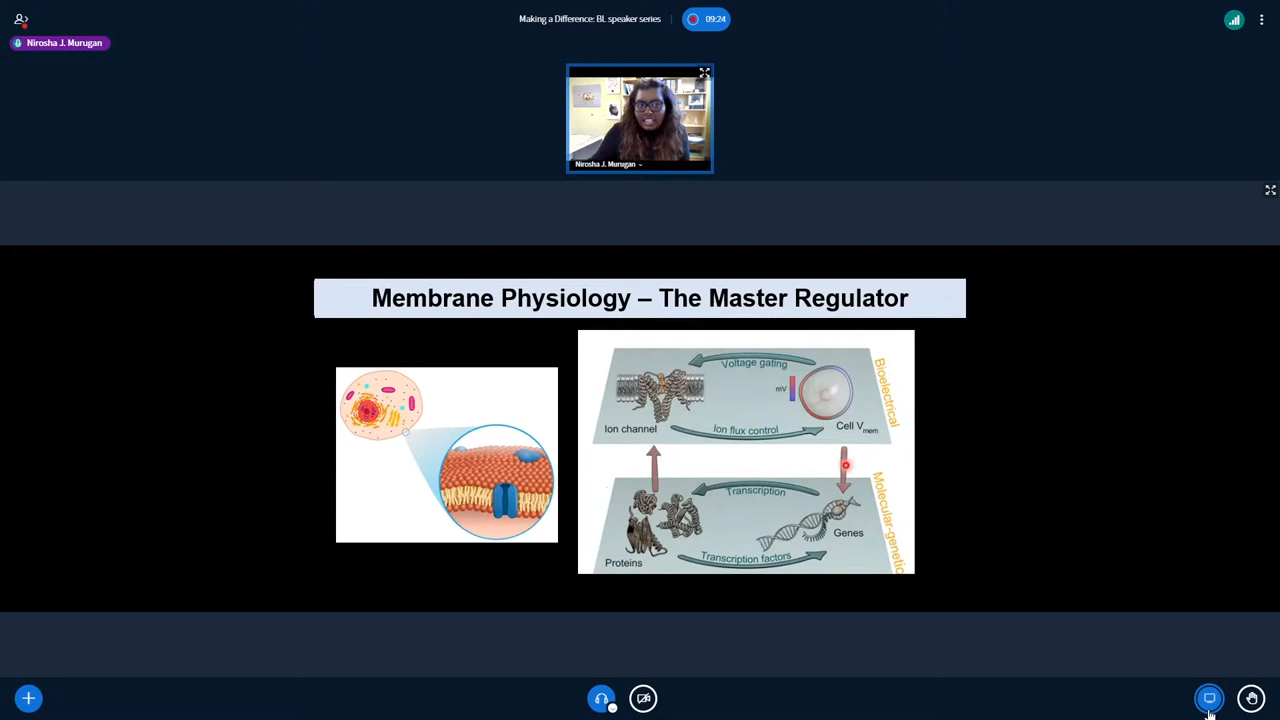 Making a Difference: BL speaker series
09:24
Nirosha J. Murugan
Nirosha J. Murugan
Membrane Physiology – The Master Regulator
Voltage gating
mV
Ion channel
Ion flux control
Cell Vmem
Bioelectrical
Transcription
Genes
Proteins
Transcription factors
Molecular-genetic